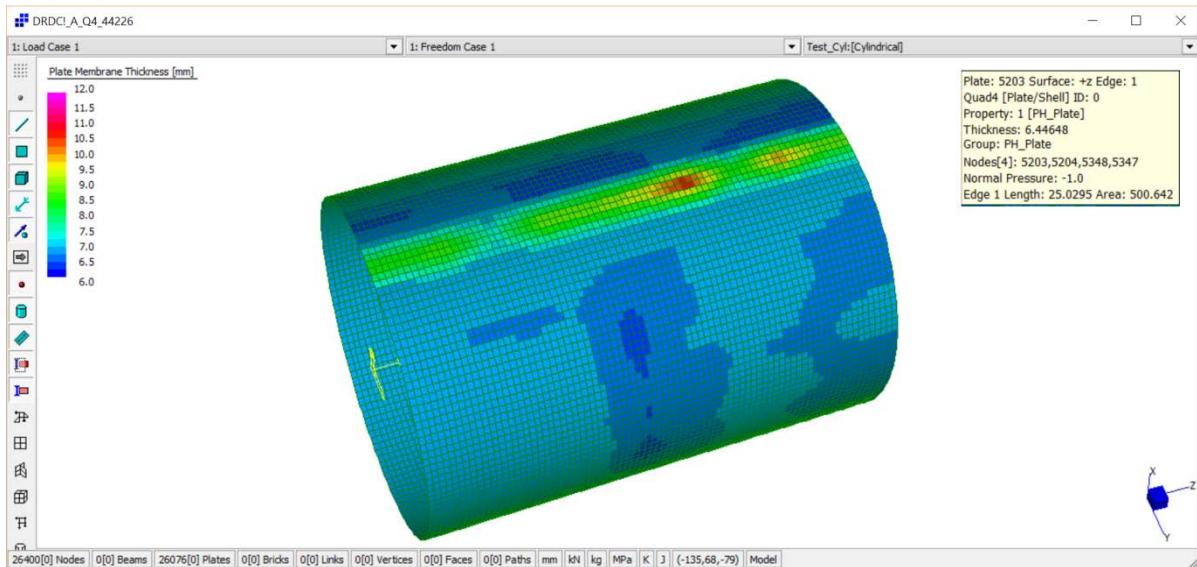 DRDC!_A_Q4_44226
1: Load Case 1
1: Freedom Case 1
Test_Cyl:[Cylindrical]
Plate Membrane Thickness [mm]
12.0
11.5
11.0
10.5
10.0
9.5
9.0
8.5
8.0
7.5
7.0
6.5
6.0
Plate: 5203 Surface: +z Edge: 1
Quad4 [Plate/Shell] ID: 0
Property: 1 [PH_Plate]
Thickness: 6.44648
Group: PH_Plate
Nodes[4]: 5203,5204,5348,5347
Normal Pressure: -1.0
Edge 1 Length: 25.0295 Area: 500.642
X
Z
Y
26400[0] Nodes 0[0] Beams 26076[0] Plates 0[0] Bricks 0[0] Links 0[0] Vertices 0[0] Faces 0[0] Paths mm kN kg MPa K J (-135,68,-79) Model